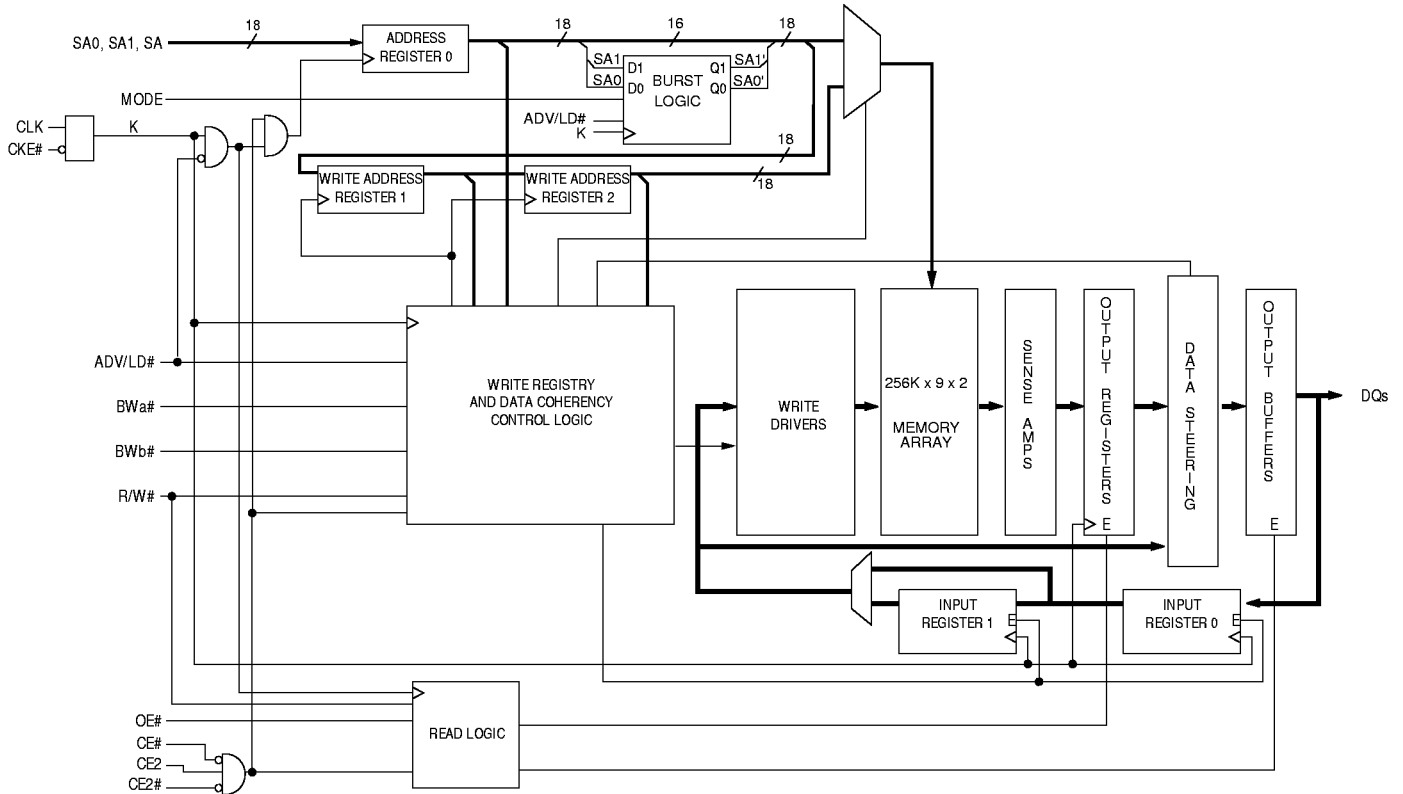 18
18
16
18
SA0, SA1, SA
ADDRESS
REGISTER 0
SA1
SA0
D1
D0
BURST
LOGIC
Q1
Q0
SA1'
SA0'
MODE
ADV/LD#
K
CLK
CKE#
K
18
18
WRITE ADDRESS
REGISTER 1
WRITE ADDRESS
REGISTER 2
ADV/LD#
BWa#
BWb#
R/W#
WRITE REGISTRY
AND DATA COHERENCY
CONTROL LOGIC
WRITE
DRIVERS
256K x 9 x 2
MEMORY
ARRAY
SENSE AMPS
OUTPUT REGISTERS
E
DATA STEERING
OUTPUT BUFFERS
E
DQs
INPUT
REGISTER 1
E
INPUT
REGISTER 0
E
OE#
CE#
CE2
CE2#
READ LOGIC